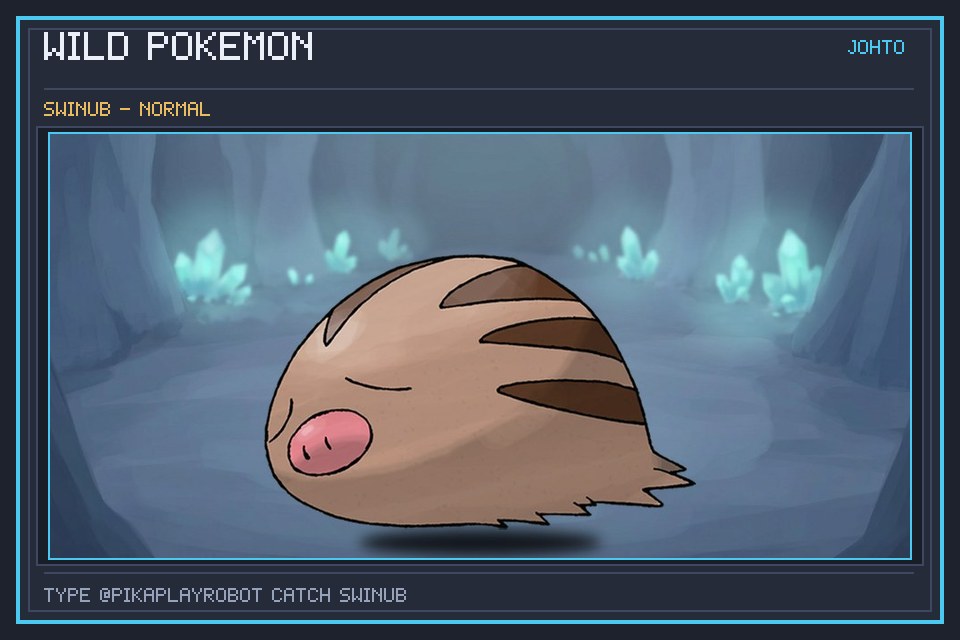 WILD POKEMON
JOHTO
SWINUB - NORMAL
TYPE @PIKAPLAYROBOT CATCH SWINUB